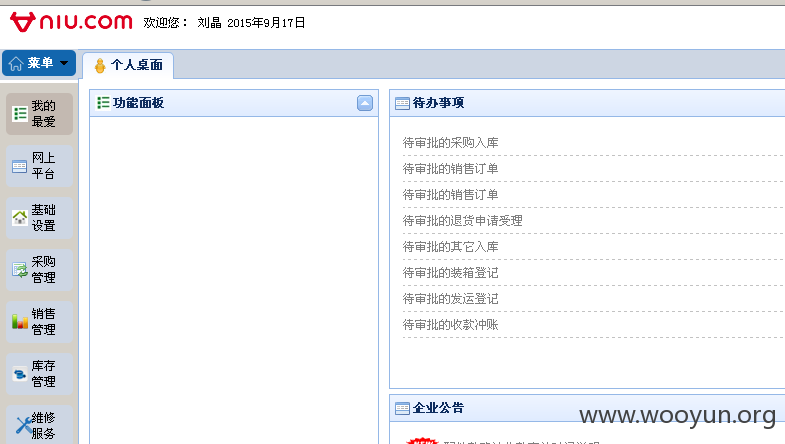 niu.com 欢迎您： 刘晶 2015年9月17日
菜单
个人桌面
我的
最爱
网上
平台
基础
设置
采购
管理
销售
管理
库存
管理
维修
服务
功能面板
待办事项
待审批的采购入库
待审批的销售订单
待审批的销售订单
待审批的退货申请受理
待审批的其它入库
待审批的装箱登记
待审批的发运登记
待审批的收款冲账
企业公告
www.wooyun.org